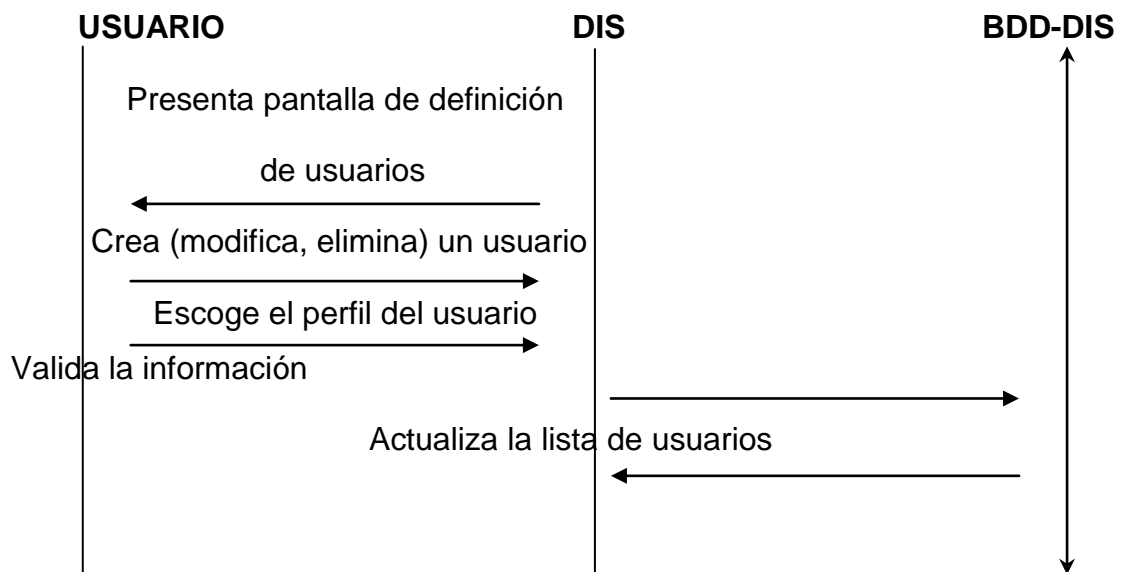 USUARIO DIS BDD-DIS
Presenta pantalla de definición
de usuarios
Crea (modifica, elimina) un usuario
Escoge el perfil del usuario
Valida la información
Actualiza la lista de usuarios